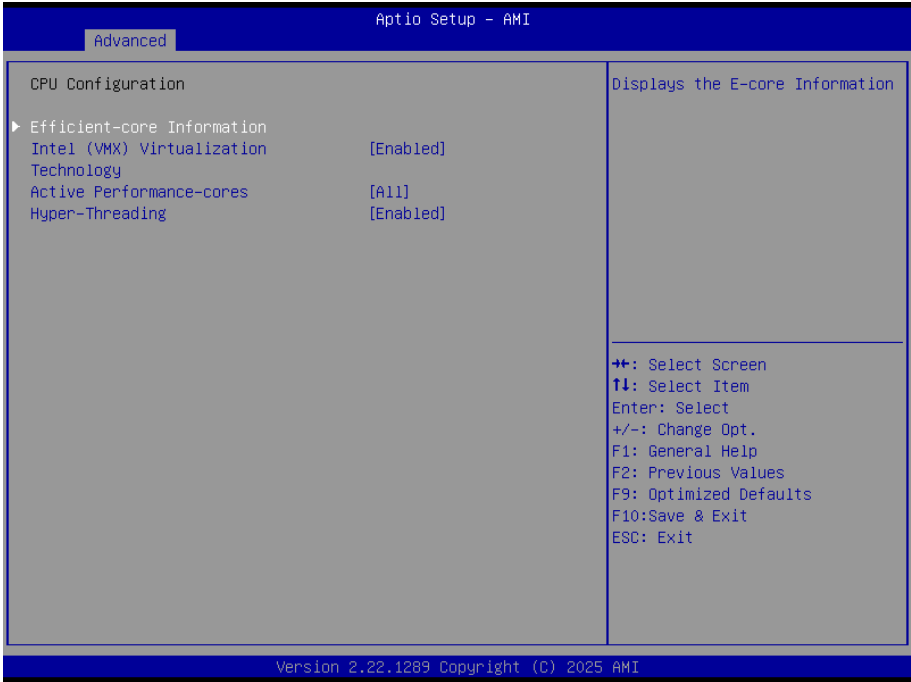 Aptio Setup – AMI
Advanced
CPU Configuration
Efficient-core Information
Intel (VMX) Virtualization Technology [Enabled]
Active Performance-cores [All]
Hyper-Threading [Enabled]
Displays the E-core Information
→←: Select Screen
↑↓: Select Item
Enter: Select
+/-: Change Opt.
F1: General Help
F2: Previous Values
F9: Optimized Defaults
F10:Save & Exit
ESC: Exit
Version 2.22.1289 Copyright (C) 2025 AMI